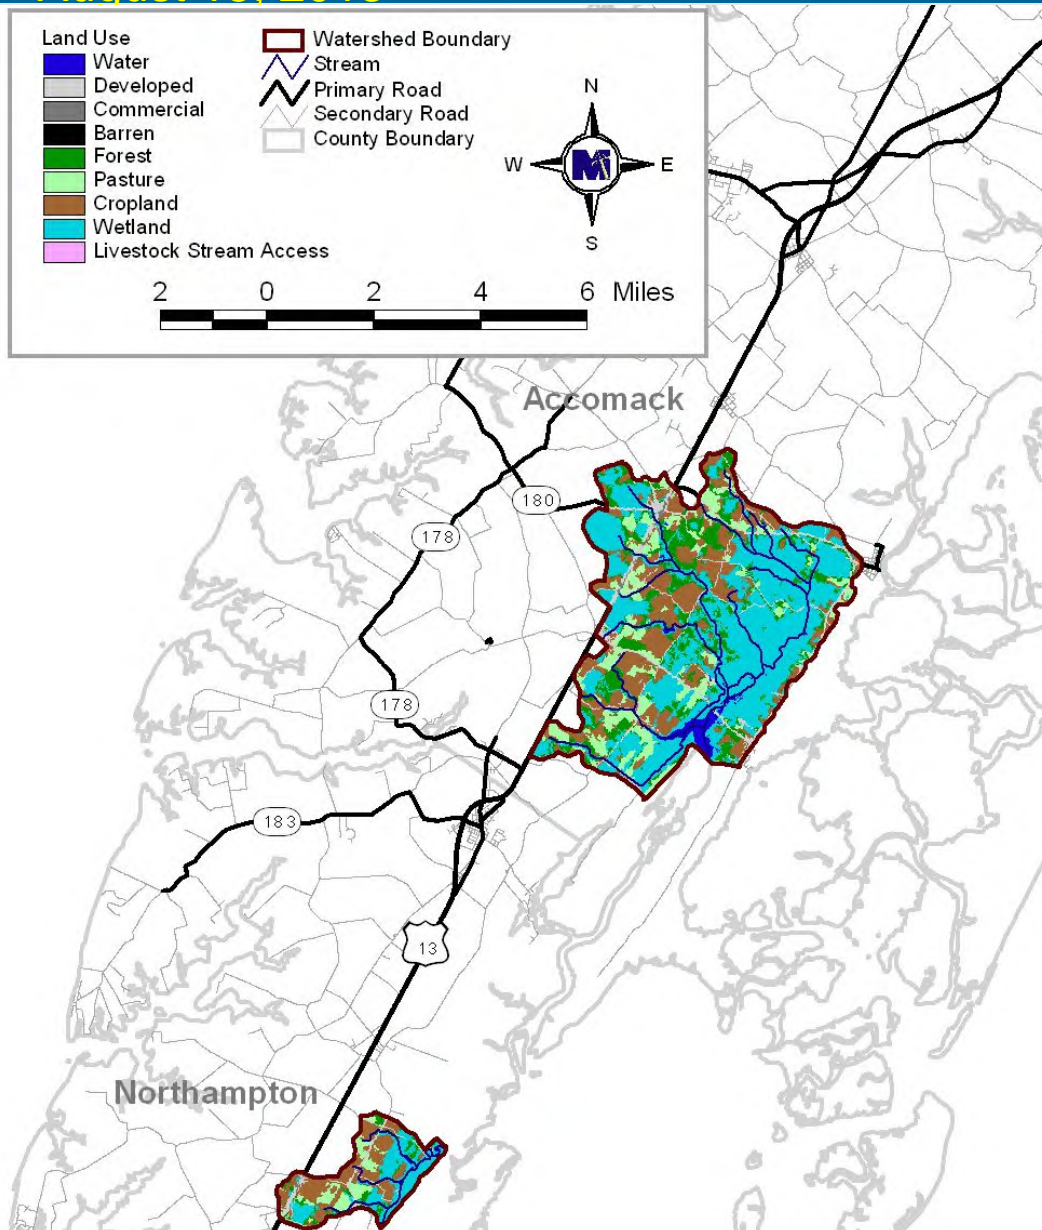 Land Use
Water
Developed
Commercial
Barren
Forest
Pasture
Cropland
Wetland
Livestock Stream Access
Watershed Boundary
Stream
Primary Road
Secondary Road
County Boundary
N
W E
S
2 0 2 4 6 Miles
Accomack
180
178
178
183
13
Northampton